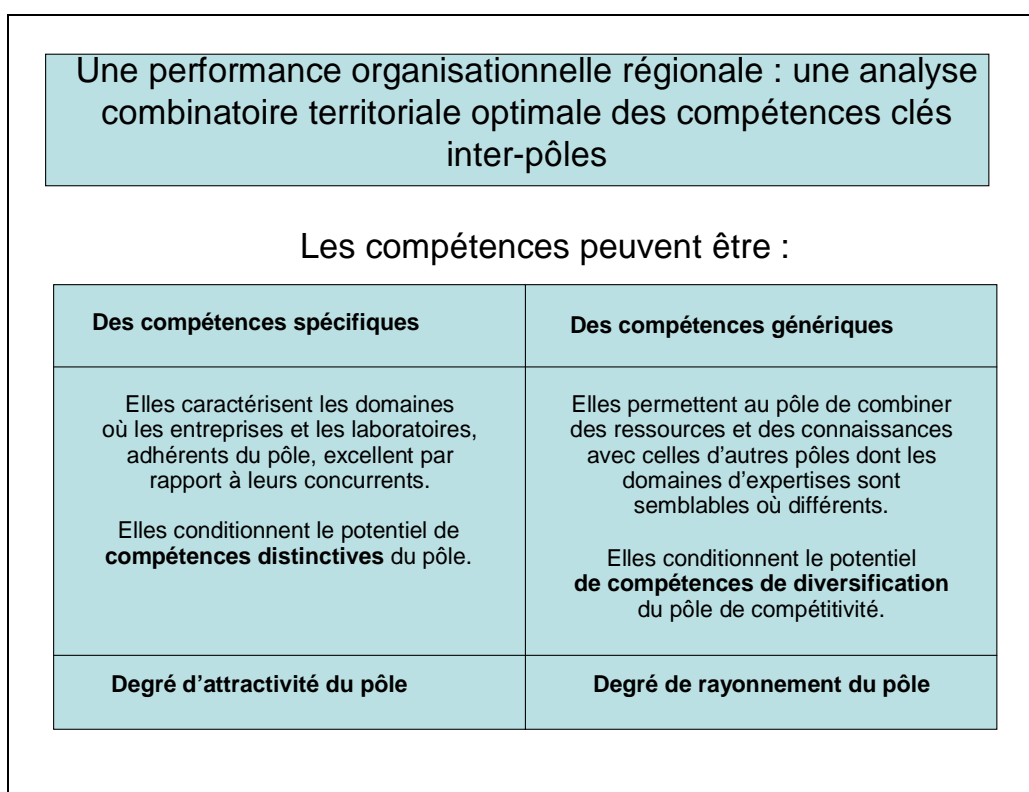 Une performance organisationnelle régionale : une analyse
combinatoire territoriale optimale des compétences clés
inter-pôles
Les compétences peuvent être :
Des compétences spécifiques
Des compétences génériques
Elles caractérisent les domaines
où les entreprises et les laboratoires,
adhérents du pôle, excellent par
rapport à leurs concurrents.
Elles conditionnent le potentiel de
compétences distinctives du pôle.
Elles permettent au pôle de combiner
des ressources et des connaissances
avec celles d'autres pôles dont les
domaines d'expertises sont
semblables où différents.
Elles conditionnent le potentiel
de compétences de diversification
du pôle de compétitivité.
Degré d'attractivité du pôle
Degré de rayonnement du pôle